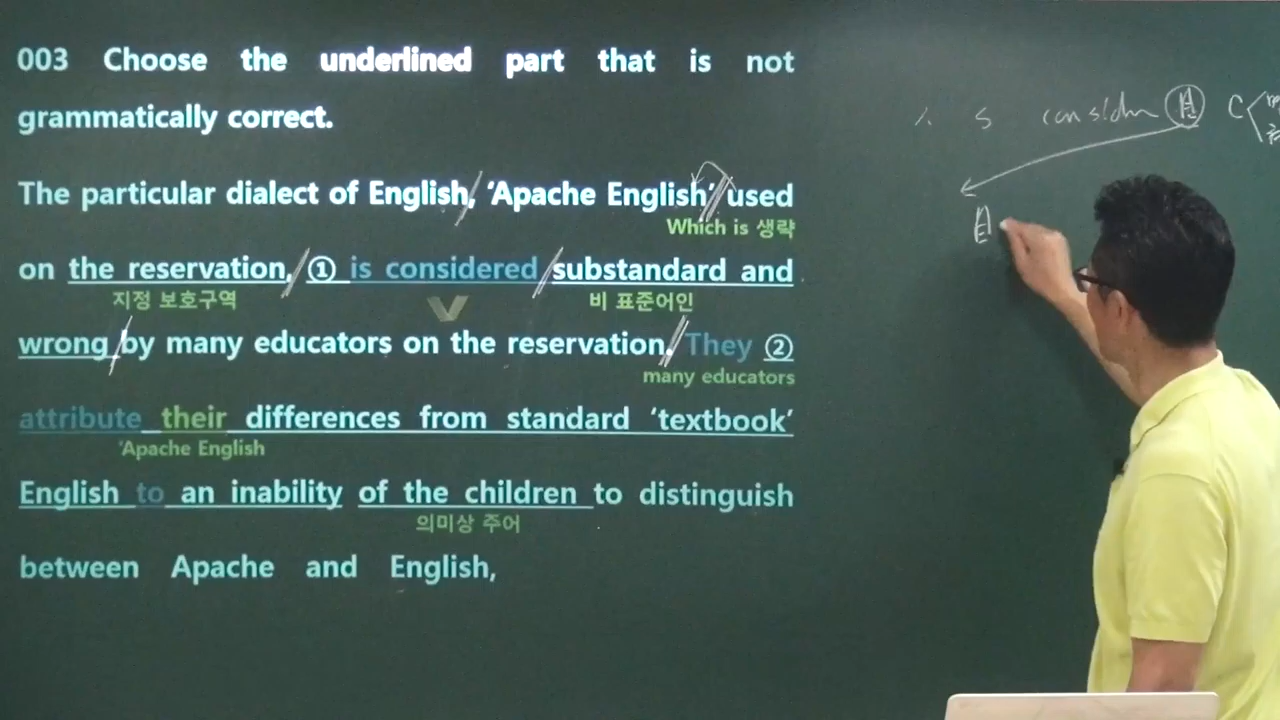 003 Choose the underlined part that is not
grammatically correct.
The particular dialect of English, 'Apache English' used
Which is 생략
on the reservation, ① is considered substandard and
지정 보호구역 비 표준어인
wrong by many educators on the reservation. They ②
many educators
attribute their differences from standard 'textbook'
'Apache English
English to an inability of the children to distinguish
의미상 주어
between Apache and English,
S consider A C
A